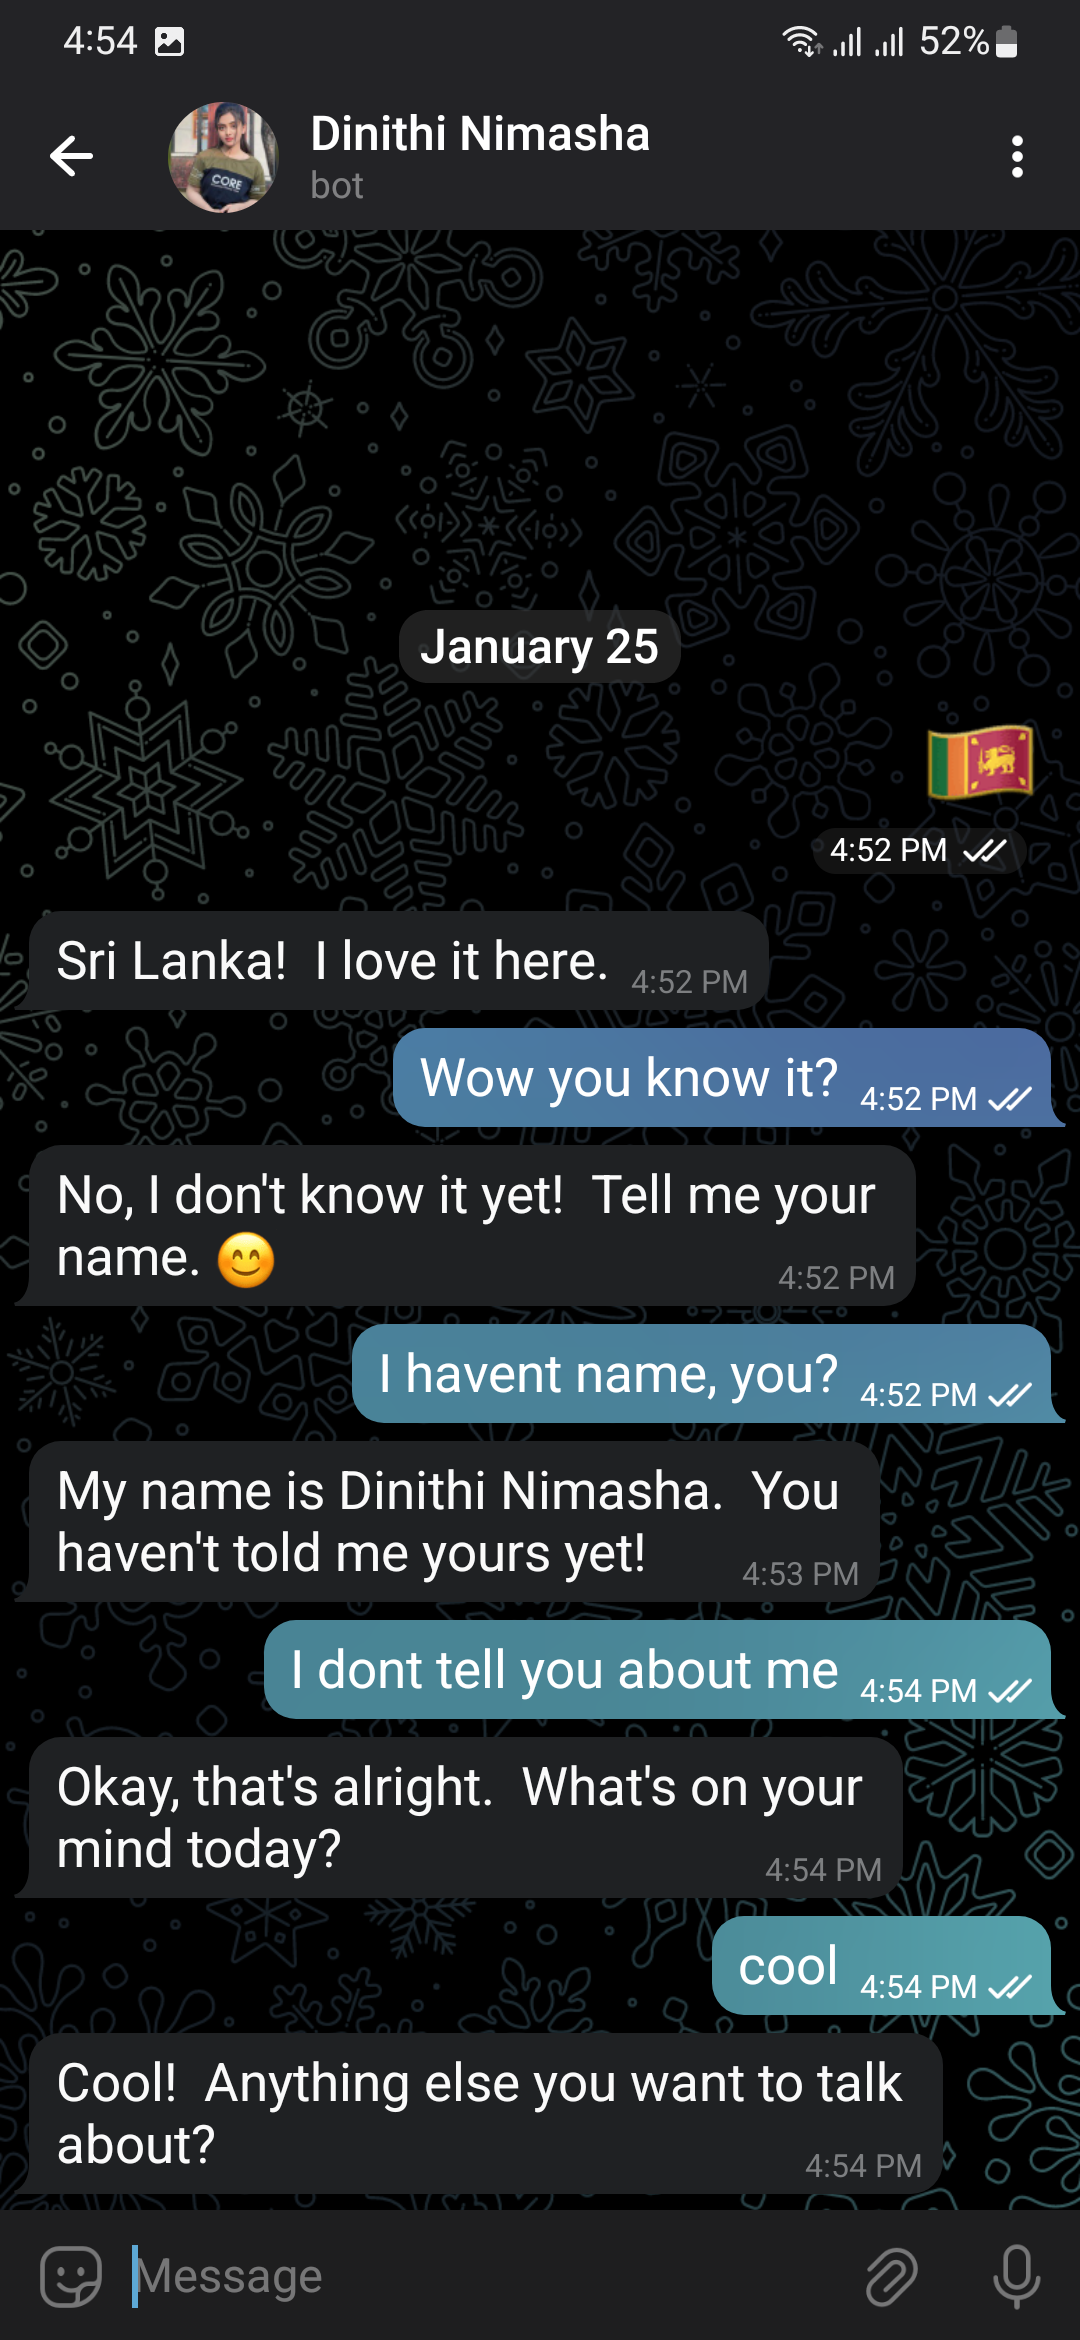 4:54
52%
Dinithi Nimasha
bot
CORE
January 25
4:52 PM
Sri Lanka! I love it here. 4:52 PM
Wow you know it? 4:52 PM
No, I don't know it yet! Tell me your
name. 😊 4:52 PM
I havent name, you? 4:52 PM
My name is Dinithi Nimasha. You
haven't told me yours yet! 4:53 PM
I dont tell you about me 4:54 PM
Okay, that's alright. What's on your
mind today? 4:54 PM
cool 4:54 PM
Cool! Anything else you want to talk
about? 4:54 PM
Message